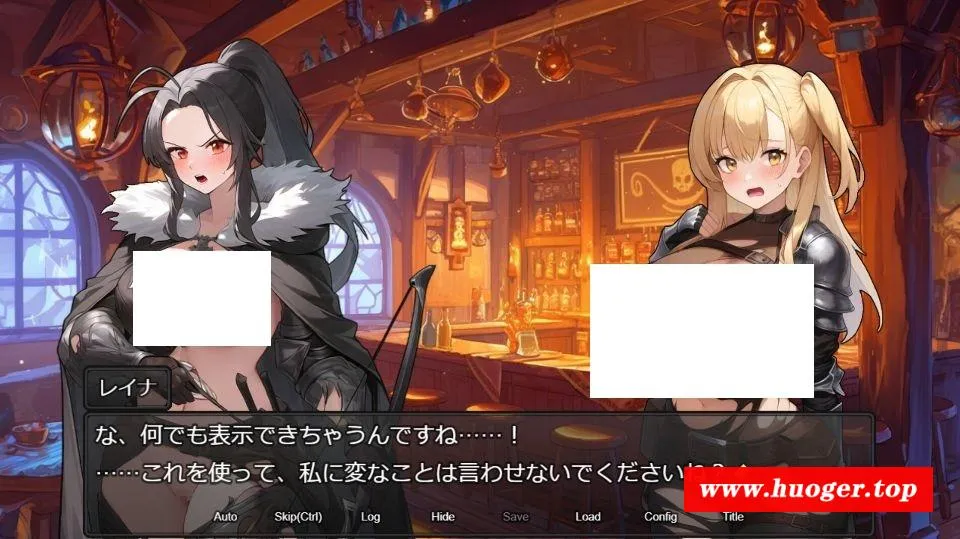 レイナ
な、何でも表示できちゃうんですね……！
……これを使って、私に変なことは言わせないでください
www.huoger.top
Auto Skip(Ctrl) Log Hide Save Load Config Title